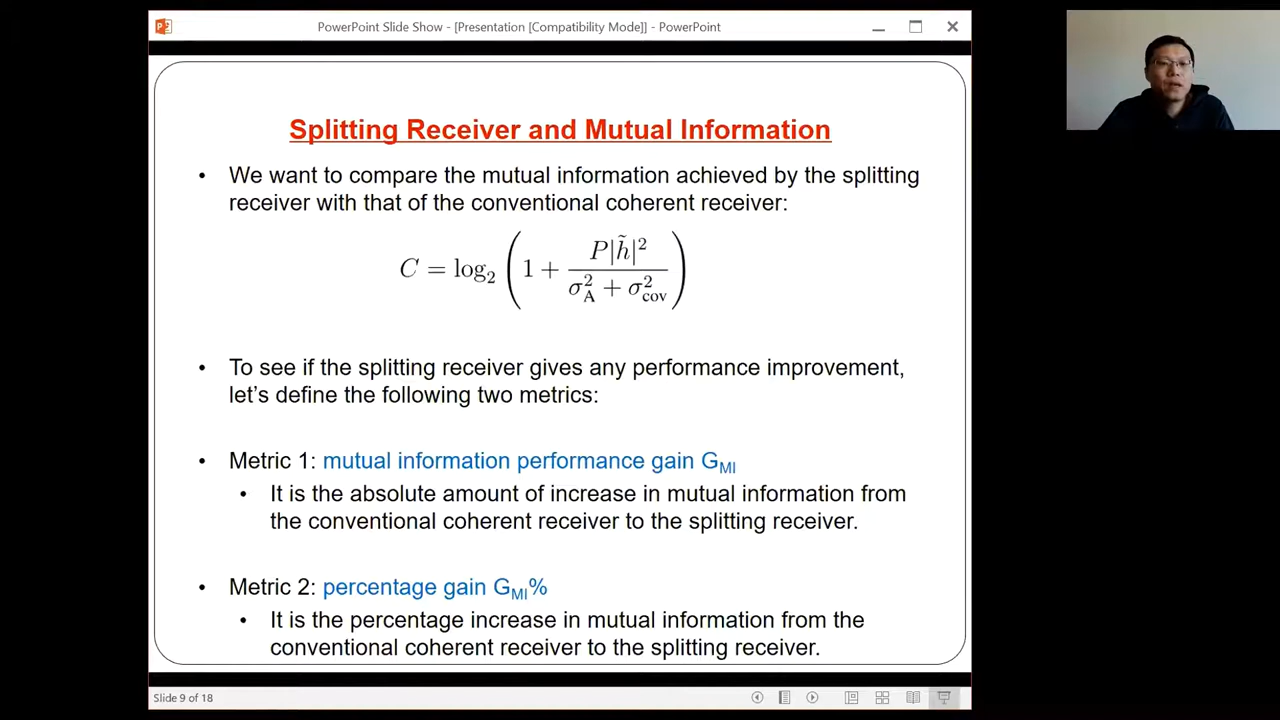 PowerPoint Slide Show - [Presentation [Compatibility Mode]] - PowerPoint
Splitting Receiver and Mutual Information
• We want to compare the mutual information achieved by the splitting
receiver with that of the conventional coherent receiver:
C = log₂ ( 1 + P|h̃|² / (σ²_A + σ²_cov) )
• To see if the splitting receiver gives any performance improvement,
let’s define the following two metrics:
• Metric 1: mutual information performance gain G_MI
• It is the absolute amount of increase in mutual information from
the conventional coherent receiver to the splitting receiver.
• Metric 2: percentage gain G_MI%
• It is the percentage increase in mutual information from the
conventional coherent receiver to the splitting receiver.
Slide 9 of 18